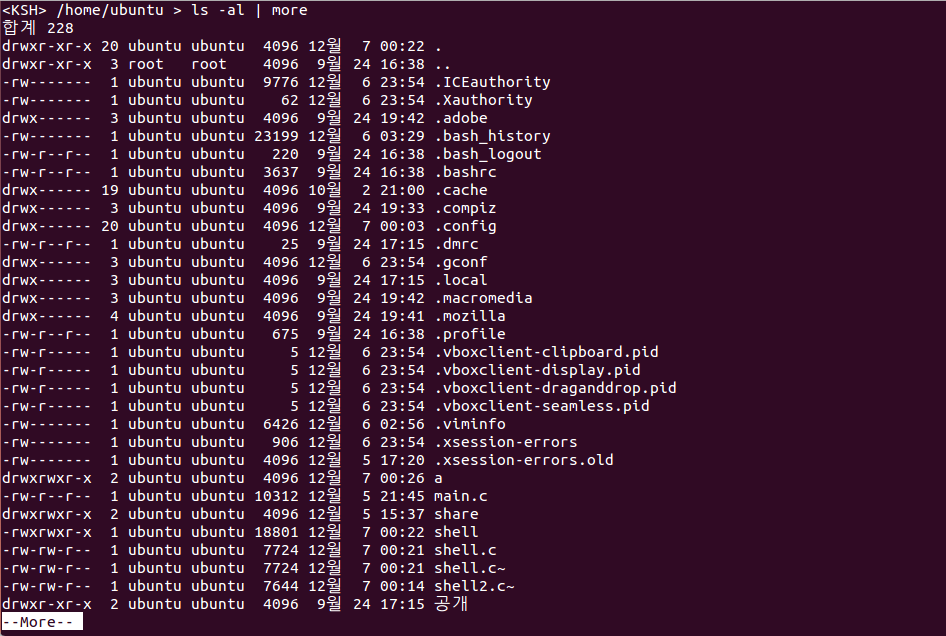 <KSH> /home/ubuntu > ls -al | more
합계 228
drwxr-xr-x 20 ubuntu ubuntu  4096 12월  7 00:22 .
drwxr-xr-x  3 root   root    4096  9월 24 16:38 ..
-rw-------  1 ubuntu ubuntu  9776 12월  6 23:54 .ICEauthority
-rw-------  1 ubuntu ubuntu    62 12월  6 23:54 .Xauthority
drwx------  3 ubuntu ubuntu  4096  9월 24 19:42 .adobe
-rw-------  1 ubuntu ubuntu 23199 12월  6 03:29 .bash_history
-rw-r--r--  1 ubuntu ubuntu   220  9월 24 16:38 .bash_logout
-rw-r--r--  1 ubuntu ubuntu  3637  9월 24 16:38 .bashrc
drwx------ 19 ubuntu ubuntu  4096 10월  2 21:00 .cache
drwx------  3 ubuntu ubuntu  4096  9월 24 19:33 .compiz
drwx------ 20 ubuntu ubuntu  4096 12월  7 00:03 .config
-rw-r--r--  1 ubuntu ubuntu    25  9월 24 17:15 .dmrc
drwx------  3 ubuntu ubuntu  4096 12월  6 23:54 .gconf
drwx------  3 ubuntu ubuntu  4096  9월 24 17:15 .local
drwx------  3 ubuntu ubuntu  4096  9월 24 19:42 .macromedia
drwx------  4 ubuntu ubuntu  4096  9월 24 19:41 .mozilla
-rw-r--r--  1 ubuntu ubuntu   675  9월 24 16:38 .profile
-rw-r-----  1 ubuntu ubuntu     5 12월  6 23:54 .vboxclient-clipboard.pid
-rw-r-----  1 ubuntu ubuntu     5 12월  6 23:54 .vboxclient-display.pid
-rw-r-----  1 ubuntu ubuntu     5 12월  6 23:54 .vboxclient-draganddrop.pid
-rw-r-----  1 ubuntu ubuntu     5 12월  6 23:54 .vboxclient-seamless.pid
-rw-------  1 ubuntu ubuntu  6426 12월  6 02:56 .viminfo
-rw-------  1 ubuntu ubuntu   906 12월  6 23:54 .xsession-errors
-rw-------  1 ubuntu ubuntu  4096 12월  5 17:20 .xsession-errors.old
drwxrwxr-x  2 ubuntu ubuntu  4096 12월  7 00:26 a
-rw-r--r--  1 ubuntu ubuntu 10312 12월  5 21:45 main.c
drwxrwxr-x  2 ubuntu ubuntu  4096 12월  5 15:37 share
-rwxrwxr-x  1 ubuntu ubuntu 18801 12월  7 00:22 shell
-rw-rw-r--  1 ubuntu ubuntu  7724 12월  7 00:21 shell.c
-rw-rw-r--  1 ubuntu ubuntu  7724 12월  7 00:21 shell.c~
-rw-rw-r--  1 ubuntu ubuntu  7644 12월  7 00:14 shell2.c~
drwxr-xr-x  2 ubuntu ubuntu  4096  9월 24 17:15 공개
--More--